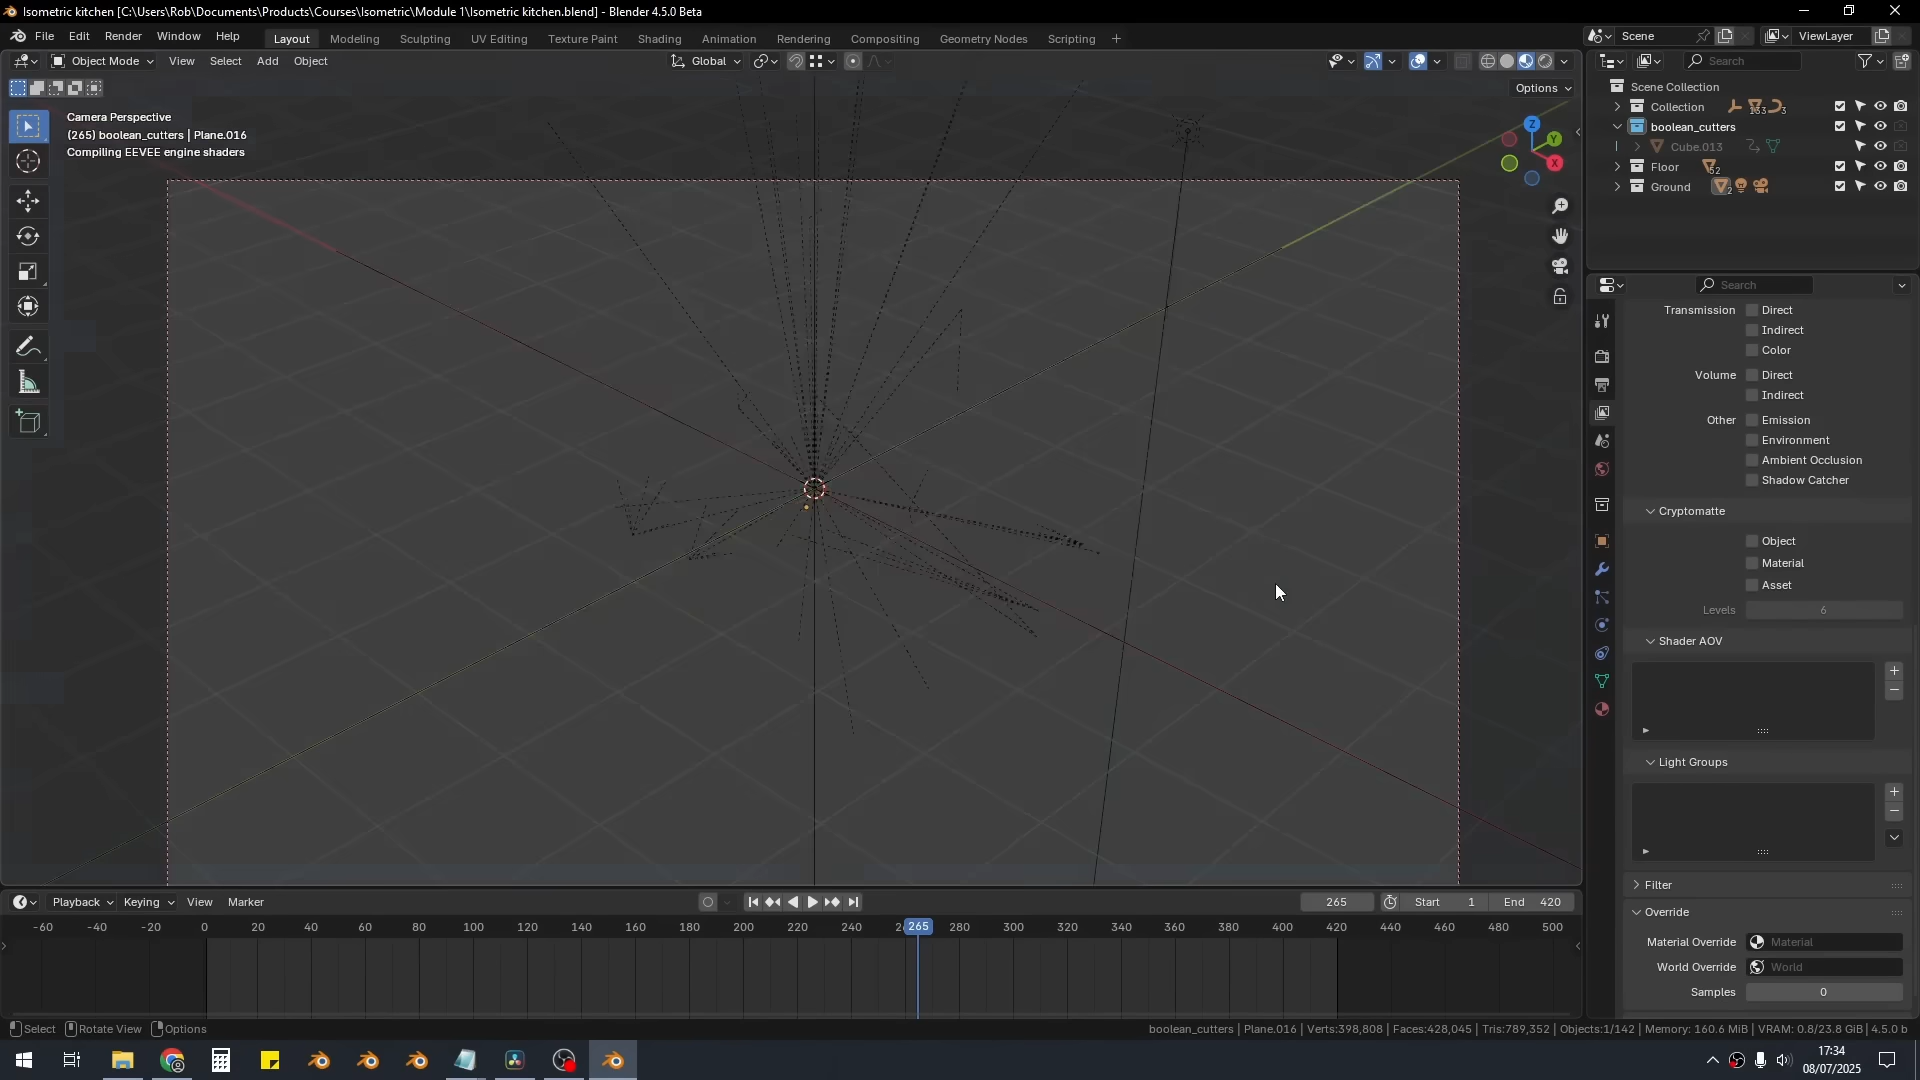 Isometric kitchen [C:\Users\Rob\Documents\Products\Courses\Isometric\Module 1\Isometric kitchen.blend] - Blender 4.5.0 Beta
File Edit Render Window Help Layout Modeling Sculpting UV Editing Texture Paint Shading Animation Rendering Compositing Geometry Nodes Scripting + Scene ViewLayer
Object Mode View Select Add Object Global Search
Options
Scene Collection
Collection 133 3
boolean_cutters
Cube.013
Floor 52
Ground 2
Camera Perspective
(265) boolean_cutters | Plane.016
Compiling EEVEE engine shaders
Z
Y
X
Search
Transmission Direct
Indirect
Color
Volume Direct
Indirect
Other Emission
Environment
Ambient Occlusion
Shadow Catcher
Cryptomatte
Object
Material
Asset
Levels 6
Shader AOV
Light Groups
Filter
Override
Material Override Material
World Override World
Samples 0
Playback Keying View Marker 265 Start 1 End 420
-60 -40 -20 0 20 40 60 80 100 120 140 160 180 200 220 240 265 280 300 320 340 360 380 400 420 440 460 480 500
Select Rotate View Options
boolean_cutters | Plane.016 | Verts:398,808 | Faces:428,045 | Tris:789,352 | Objects:1/142 | Memory: 160.6 MiB | VRAM: 0.8/23.8 GiB | 4.5.0 b
17:34
08/07/2025